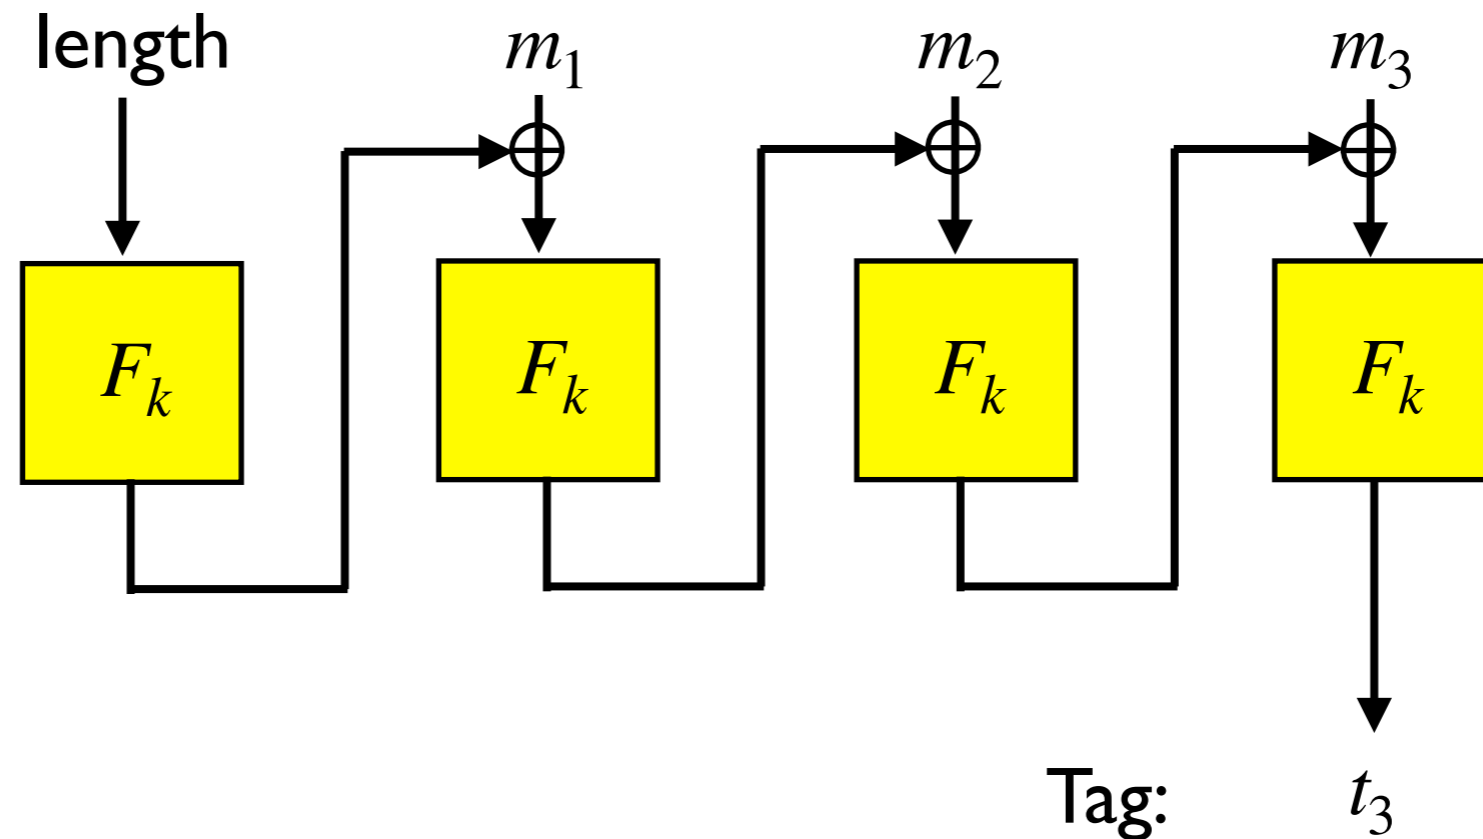 length m₁ m₂ m₃
Fₖ Fₖ Fₖ Fₖ
Tag: t₃